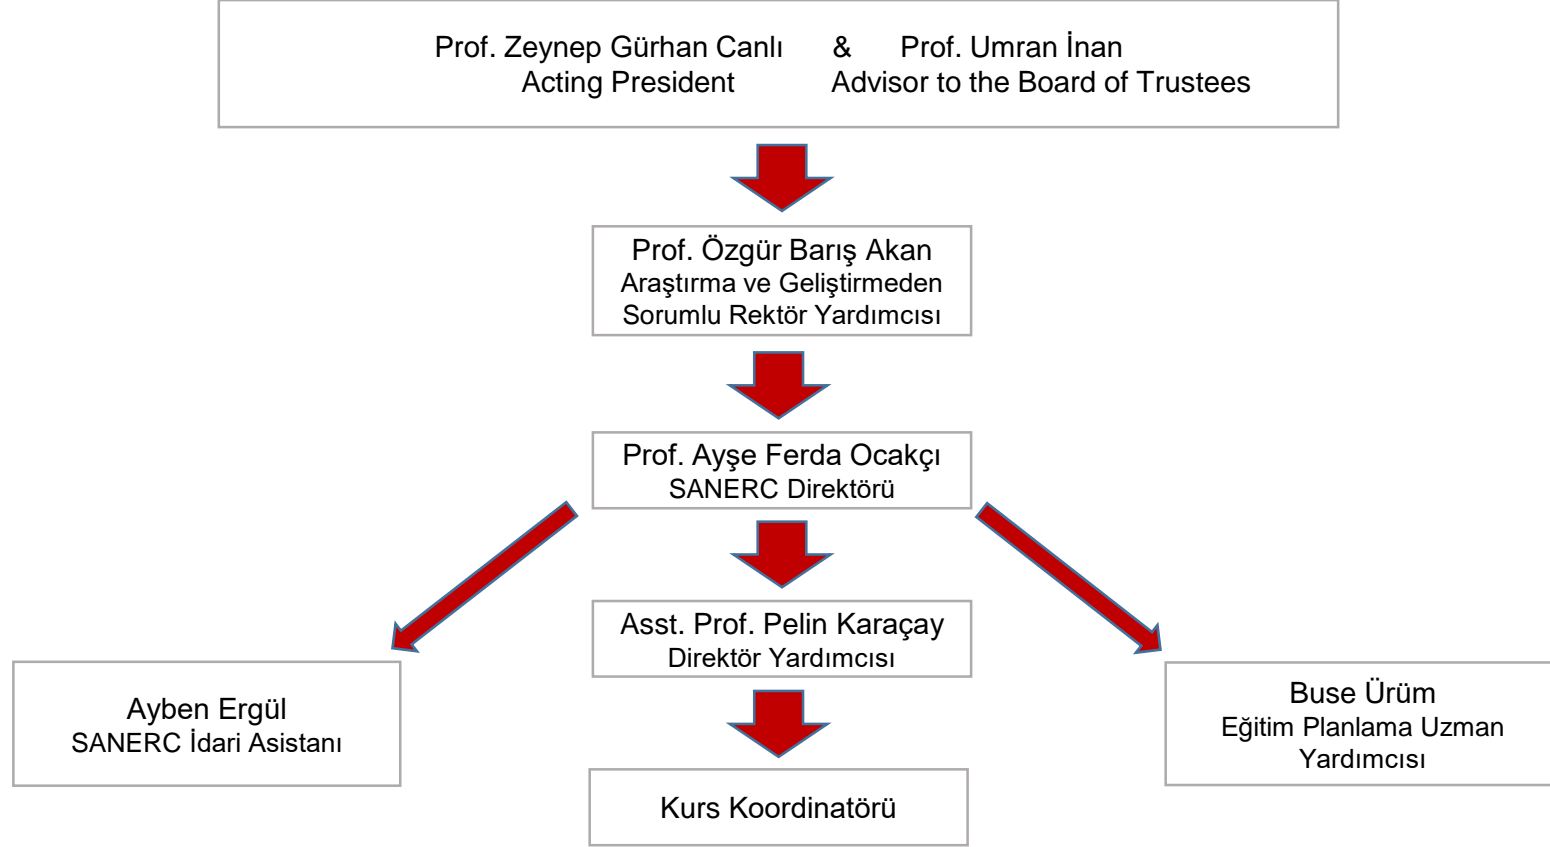 Prof. Zeynep Gürhan Canlı & Prof. Umran İnan
Acting President Advisor to the Board of Trustees
Prof. Özgür Barış Akan
Araştırma ve Geliştirmeden
Sorumlu Rektör Yardımcısı
Prof. Ayşe Ferda Ocakçı
SANERC Direktörü
Asst. Prof. Pelin Karaçay
Direktör Yardımcısı
Ayben Ergül
SANERC İdari Asistanı
Buse Ürüm
Eğitim Planlama Uzman
Yardımcısı
Kurs Koordinatörü